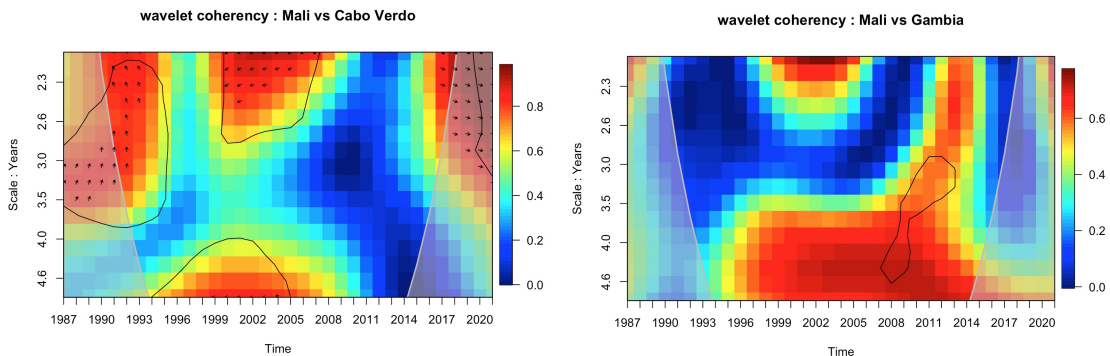 wavelet coherency : Mali vs Cabo Verdo
Scale : Years
2.3
2.6
3.0
3.5
4.0
4.6
1987 1990 1993 1996 1999 2002 2005 2008 2011 2014 2017 2020
Time
0.8
0.6
0.4
0.2
0.0
wavelet coherency : Mali vs Gambia
Scale : Years
2.3
2.6
3.0
3.5
4.0
4.6
1987 1990 1993 1996 1999 2002 2005 2008 2011 2014 2017 2020
Time
0.6
0.4
0.2
0.0